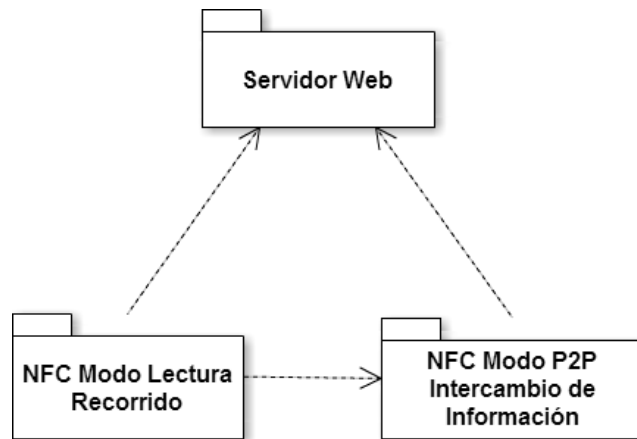 Servidor Web
NFC Modo Lectura
Recorrido
NFC Modo P2P
Intercambio de
Información